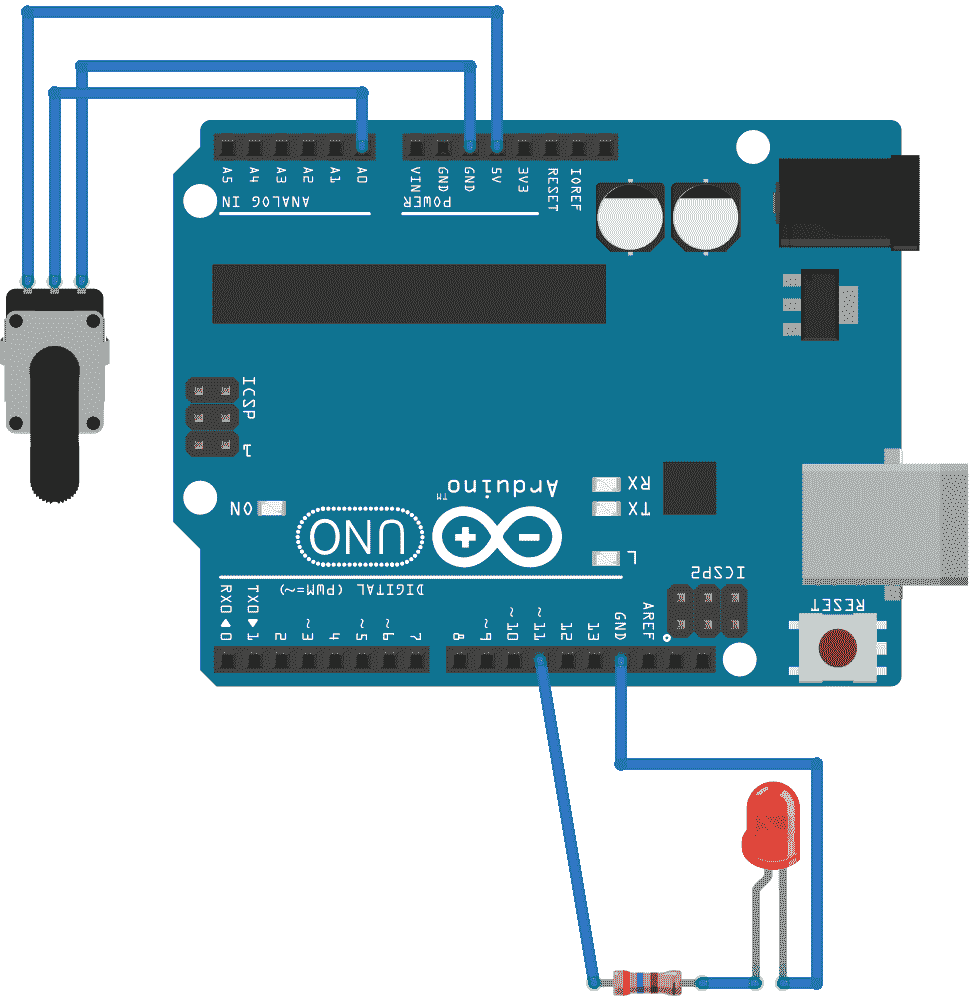 A5 A4 A3 A2 A1 A0
VIN GND GND 5V 3V3 RESET IOREF
ANALOG IN
POWER
ICSP
1
Arduino™
RX
ON
UNO
TX
L
DIGITAL (PWM=~)
ICSP2
RX0◀0 TX0▶1 2 ~3 4 ~5 ~6 7 8 ~9 ~10 ~11 12 13 GND AREF
RESET